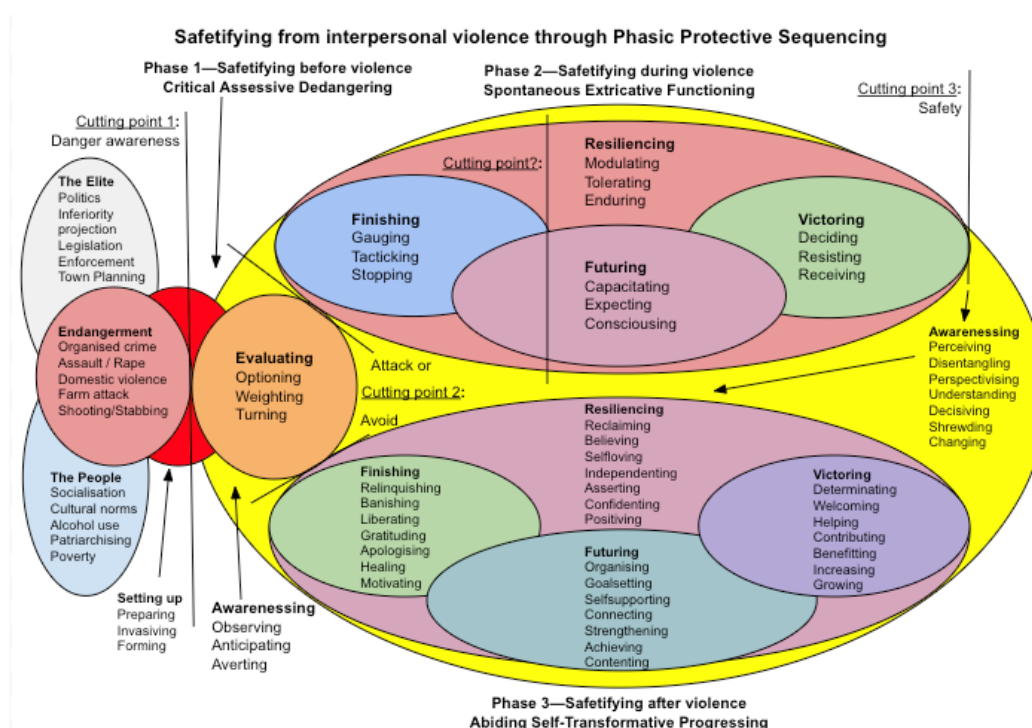 Safetifying from interpersonal violence through Phasic Protective Sequencing
Phase 1—Safetifying before violence
Critical Assessive Dedangering
Phase 2—Safetifying during violence
Spontaneous Extricative Functioning
Cutting point 3:
Safety
Cutting point 1:
Danger awareness
Cutting point?:
The Elite
Politics
Inferiority
projection
Legislation
Enforcement
Town Planning
Endangerment
Organised crime
Assault / Rape
Domestic violence
Farm attack
Shooting/Stabbing
The People
Socialisation
Cultural norms
Alcohol use
Patriarchising
Poverty
Setting up
Preparing
Invasiving
Forming
Awarenessing
Observing
Anticipating
Averting
Evaluating
Optioning
Weighting
Turning
Attack or
Cutting point 2:
Avoid
Resiliencing
Modulating
Tolerating
Enduring
Finishing
Gauging
Tacticking
Stopping
Futuring
Capacitating
Expecting
Consciousing
Victoring
Deciding
Resisting
Receiving
Awarenessing
Perceiving
Disentangling
Perspectivising
Understanding
Decisiving
Shrewding
Changing
Resiliencing
Reclaiming
Believing
Selfloving
Independenting
Asserting
Confidenting
Positiving
Finishing
Relinquishing
Banishing
Liberating
Gratituding
Apologising
Healing
Motivating
Futuring
Organising
Goalsetting
Selfsupporting
Connecting
Strengthening
Achieving
Contenting
Victoring
Determinating
Welcoming
Helping
Contributing
Benefitting
Increasing
Growing
Phase 3—Safetifying after violence
Abiding Self-Transformative Progressing